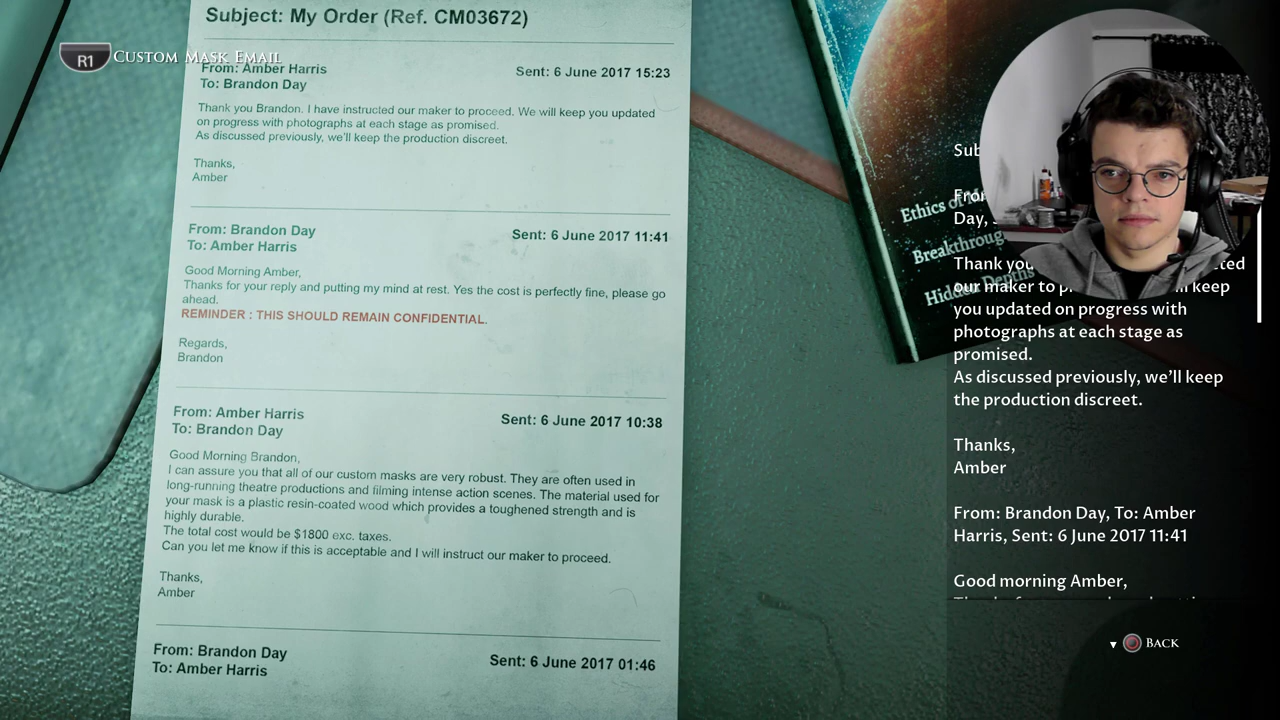 Subject: My Order (Ref. CM03672)
R1 CUSTOM MASK EMAIL
From: Amber Harris
Sent: 6 June 2017 15:23
To: Brandon Day
Thank you Brandon. I have instructed our maker to proceed. We will keep you updated
on progress with photographs at each stage as promised.
As discussed previously, we'll keep the production discreet.
Thanks,
Amber
From: Brandon Day
Sent: 6 June 2017 11:41
To: Amber Harris
Good Morning Amber,
Thanks for your reply and putting my mind at rest. Yes the cost is perfectly fine, please go
ahead.
REMINDER : THIS SHOULD REMAIN CONFIDENTIAL.
Regards,
Brandon
From: Amber Harris
Sent: 6 June 2017 10:38
To: Brandon Day
Good Morning Brandon,
I can assure you that all of our custom masks are very robust. They are often used in
long-running theatre productions and filming intense action scenes. The material used for
your mask is a plastic resin-coated wood which provides a toughened strength and is
highly durable.
The total cost would be $1800 exc. taxes.
Can you let me know if this is acceptable and I will instruct our maker to proceed.
Thanks,
Amber
From: Brandon Day
Sent: 6 June 2017 01:46
To: Amber Harris
Ethics of
Hidden Depths
Day,
Thank you
our maker to keep
you updated on progress with
photographs at each stage as
promised.
As discussed previously, we'll keep
the production discreet.
Thanks,
Amber
From: Brandon Day, To: Amber
Harris, Sent: 6 June 2017 11:41
Good morning Amber,
BACK